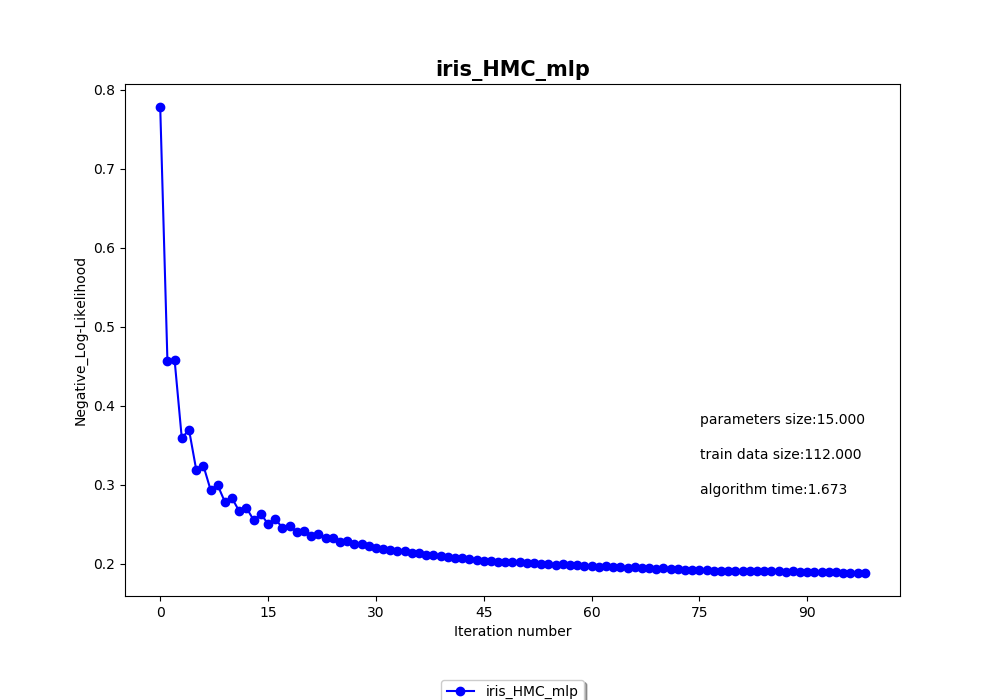 iris_HMC_mlp
0.8
0.7
0.6
0.5
0.4
0.3
0.2
Negative_Log-Likelihood
parameters size:15.000
train data size:112.000
algorithm time:1.673
0 15 30 45 60 75 90
Iteration number
iris_HMC_mlp